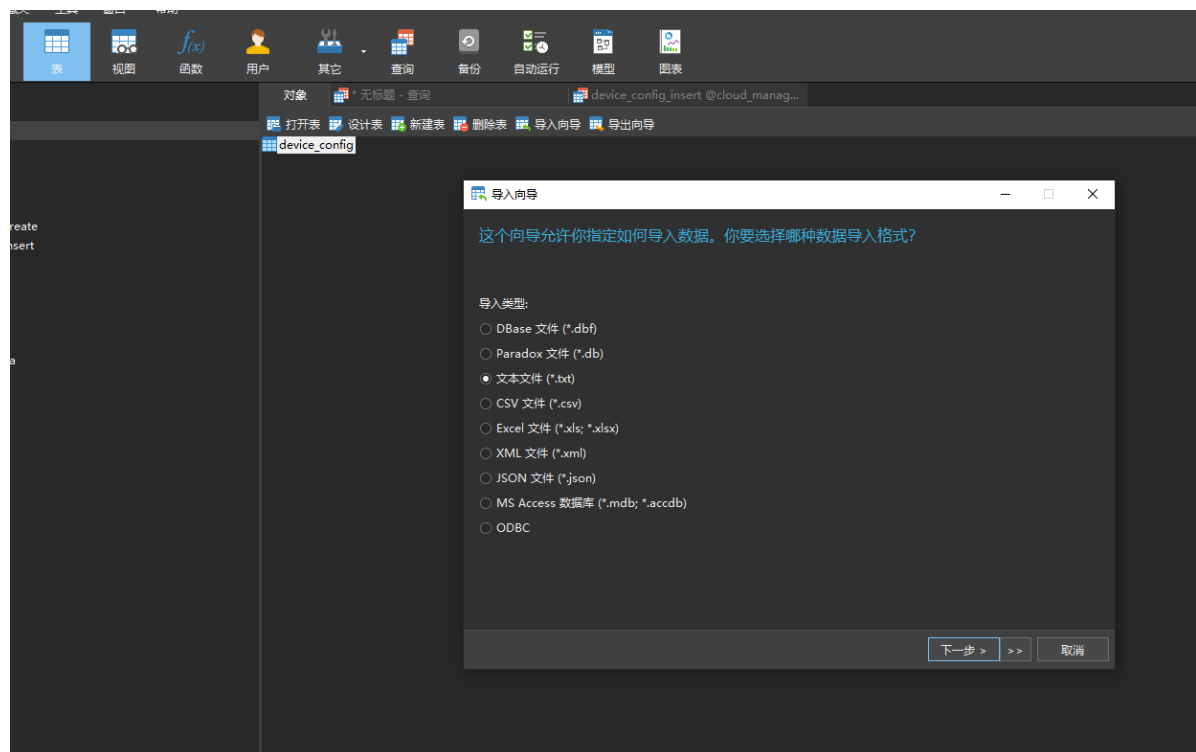 工具 窗口 帮助
表 视图 函数 用户 其它 查询 备份 自动运行 模型 图表
f(x)
对象 * 无标题 - 查询 device_config_insert @cloud_manag...
打开表 设计表 新建表 删除表 导入向导 导出向导
device_config
reate
nsert
a
导入向导
这个向导允许你指定如何导入数据。你要选择哪种数据导入格式?
导入类型:
DBase 文件 (*.dbf)
Paradox 文件 (*.db)
文本文件 (*.txt)
CSV 文件 (*.csv)
Excel 文件 (*.xls; *.xlsx)
XML 文件 (*.xml)
JSON 文件 (*.json)
MS Access 数据库 (*.mdb; *.accdb)
ODBC
下一步 > >> 取消